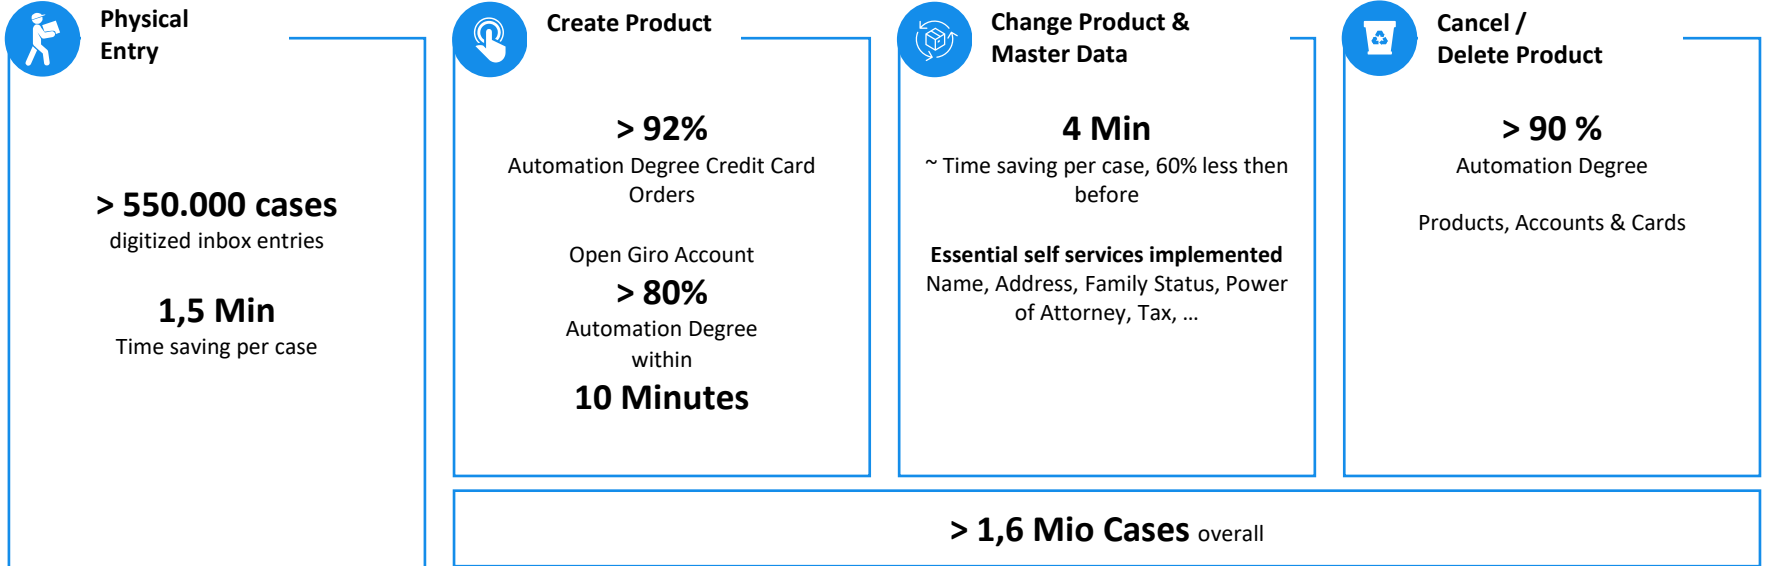 Physical
Entry
> 550.000 cases
digitized inbox entries
1,5 Min
Time saving per case
Create Product
> 92%
Automation Degree Credit Card
Orders
Open Giro Account
> 80%
Automation Degree
within
10 Minutes
Change Product &
Master Data
4 Min
~ Time saving per case, 60% less then
before
Essential self services implemented
Name, Address, Family Status, Power
of Attorney, Tax, …
Cancel /
Delete Product
> 90 %
Automation Degree
Products, Accounts & Cards
> 1,6 Mio Cases overall